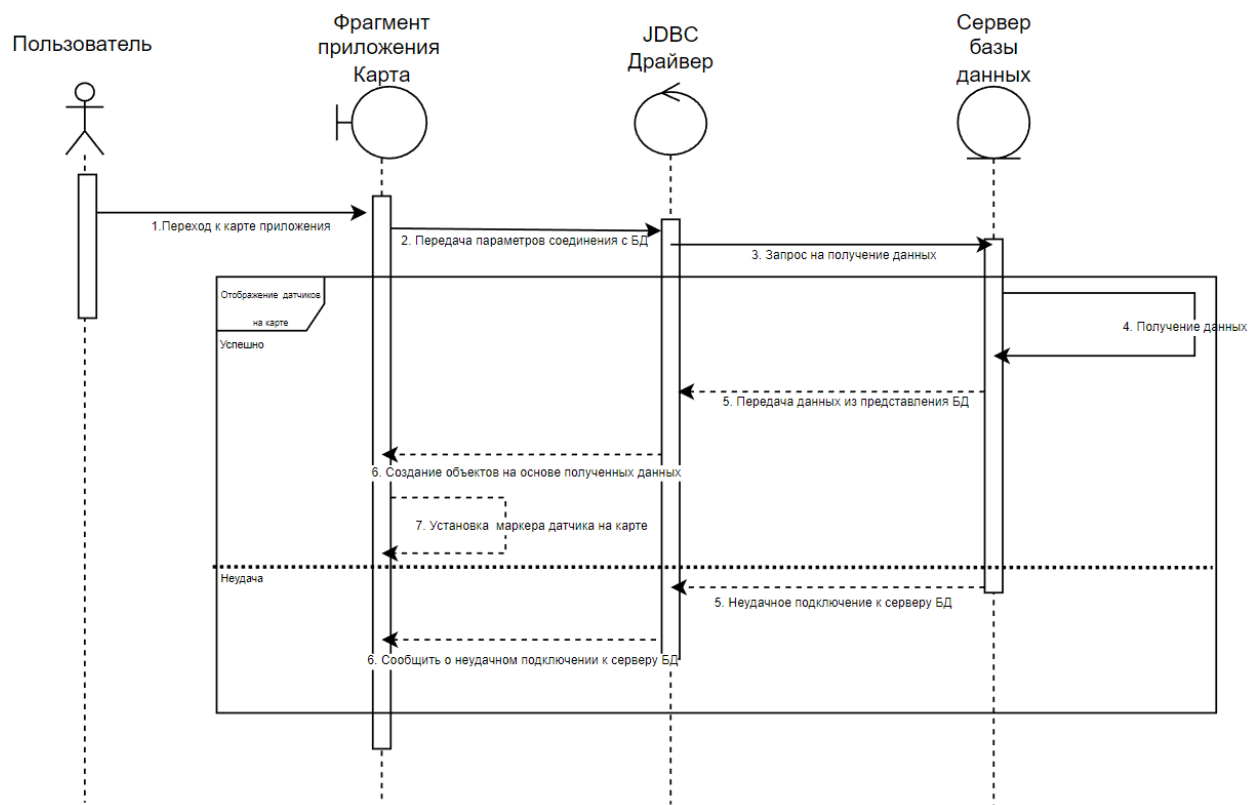 Пользователь
Фрагмент
приложения
Карта
JDBC
Драйвер
Сервер
базы
данных
1.Переход к карте приложения
2. Передача параметров соединения с БД
3. Запрос на получение данных
Отображение датчиков
на карте
Успешно
4. Получение данных
5. Передача данных из представления БД
6. Создание объектов на основе полученных данных
7. Установка маркера датчика на карте
Неудача
5. Неудачное подключение к серверу БД
6. Сообщить о неудачном подключении к серверу БД